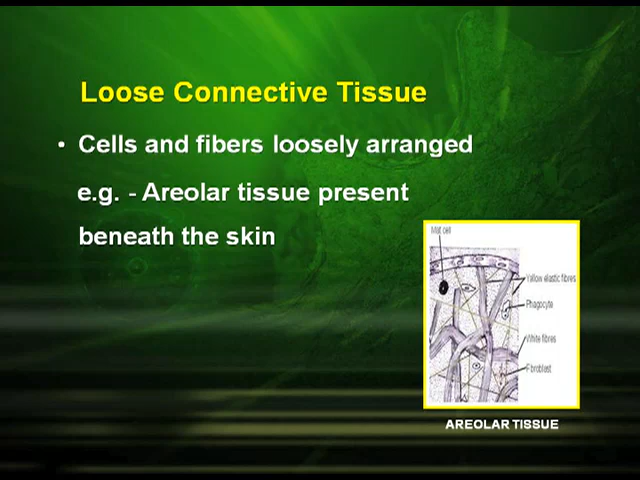 Loose Connective Tissue
• Cells and fibers loosely arranged
e.g. - Areolar tissue present
beneath the skin
Mat cell
Yellow elastic fibres
Phagocyte
White fibres
Fibroblast
AREOLAR TISSUE